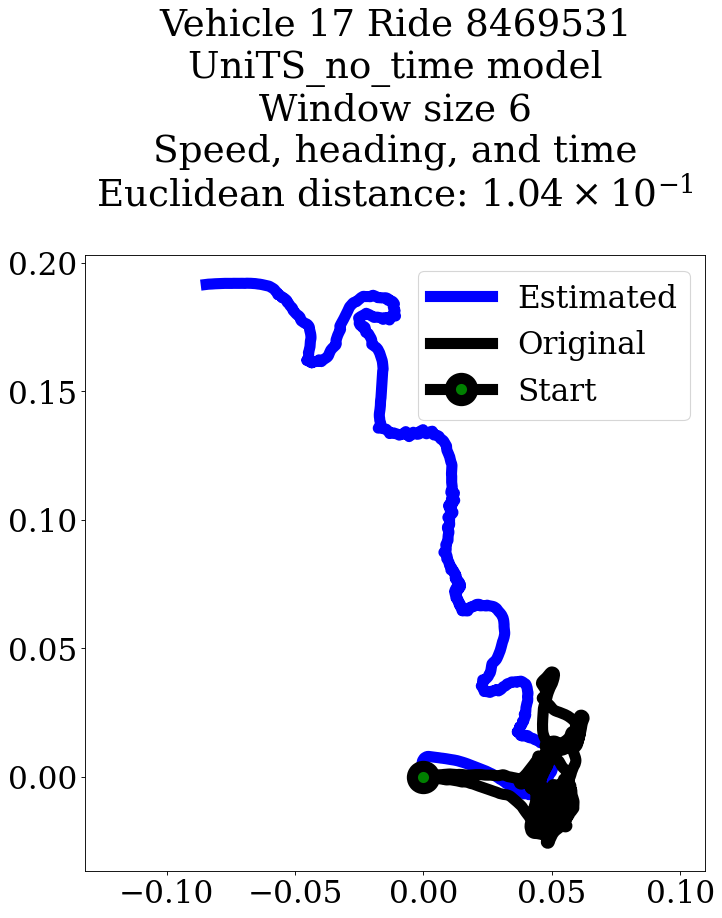 Vehicle 17 Ride 8469531
UniTS_no_time model
Window size 6
Speed, heading, and time
Euclidean distance: 1.04 × 10⁻¹
0.20
0.15
0.10
0.05
0.00
Estimated
Original
Start
−0.10 −0.05 0.00 0.05 0.10